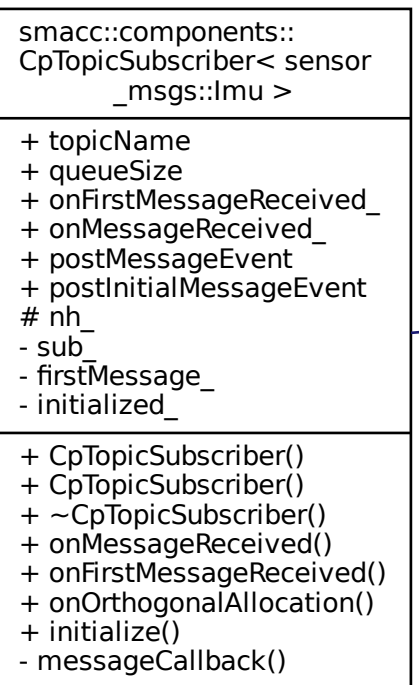 smacc::components::
CpTopicSubscriber< sensor
_msgs::Imu >
+ topicName
+ queueSize
+ onFirstMessageReceived_
+ onMessageReceived_
+ postMessageEvent
+ postInitialMessageEvent
# nh_
- sub_
- firstMessage_
- initialized_
+ CpTopicSubscriber()
+ CpTopicSubscriber()
+ ~CpTopicSubscriber()
+ onMessageReceived()
+ onFirstMessageReceived()
+ onOrthogonalAllocation()
+ initialize()
- messageCallback()